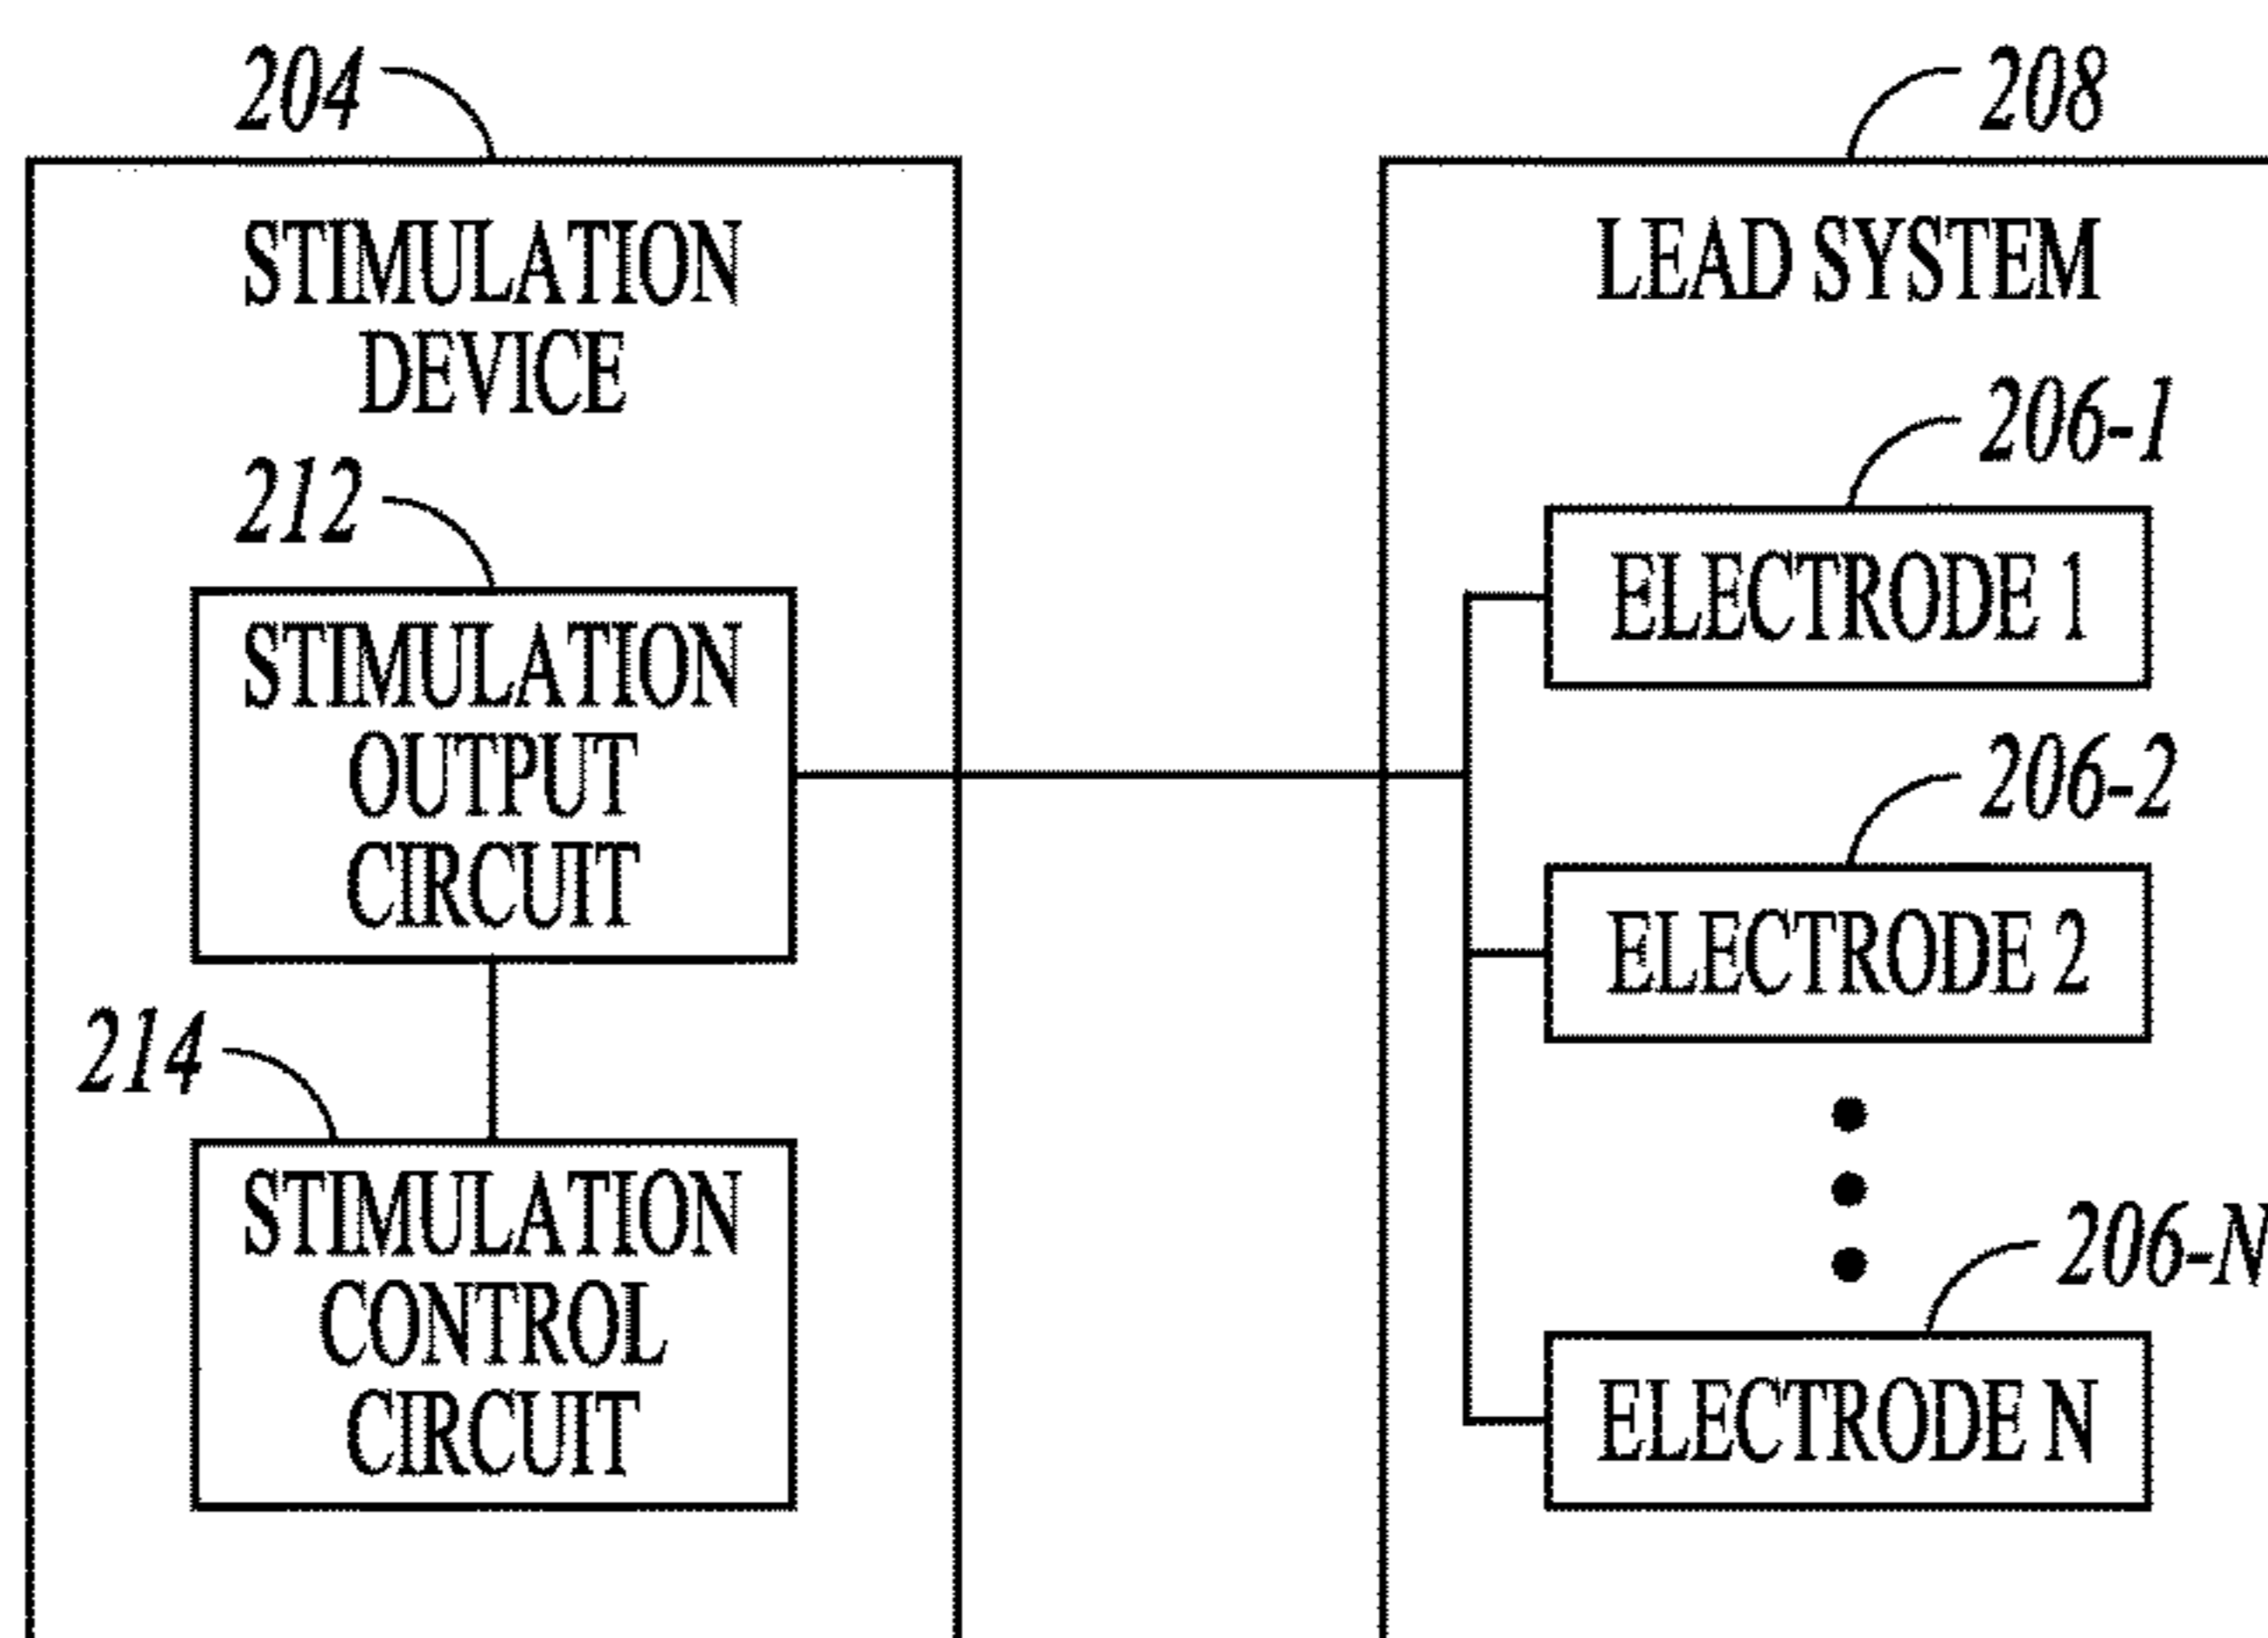 204
STIMULATION
DEVICE
212
STIMULATION
OUTPUT
CIRCUIT
214
STIMULATION
CONTROL
CIRCUIT
208
LEAD SYSTEM
206-1
ELECTRODE 1
206-2
ELECTRODE 2
206-N
ELECTRODE N